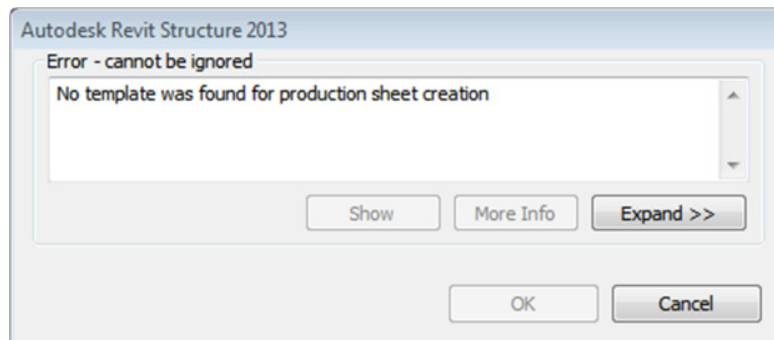 Autodesk Revit Structure 2013
Error - cannot be ignored
No template was found for production sheet creation
Show
More Info
Expand >>
OK
Cancel